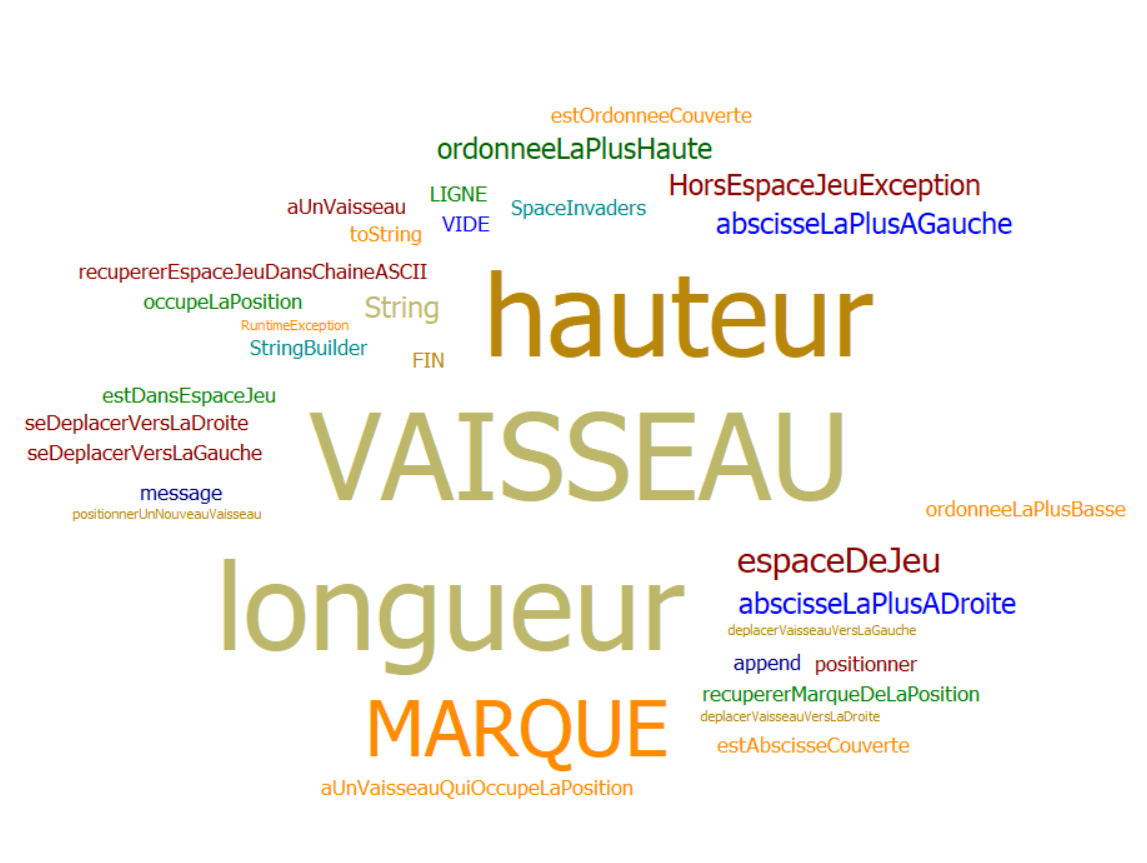 estOrdonneeCouverte
ordonneeLaPlusHaute
HorsEspaceJeuException
LIGNE
aUnVaisseau
SpaceInvaders
VIDE
abscisseLaPlusAGauche
toString
recupererEspaceJeuDansChaineASCII
occupeLaPosition
String
hauteur
RuntimeException
StringBuilder
FIN
estDansEspaceJeu
seDeplacerVersLaDroite
seDeplacerVersLaGauche
VAISSEAU
message
positionnerUnNouveauVaisseau
ordonneeLaPlusBasse
espaceDeJeu
longueur
abscisseLaPlusADroite
deplacerVaisseauVersLaGauche
append positionner
recupererMarqueDeLaPosition
deplacerVaisseauVersLaDroite
MARQUE
estAbscisseCouverte
aUnVaisseauQuiOccupeLaPosition